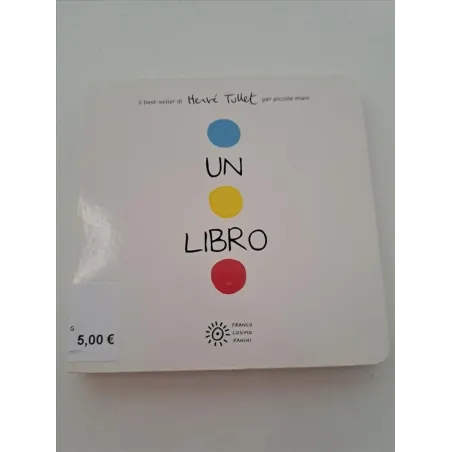 il best-seller di Hervé Tullet per piccole mani
UN
LIBRO
FRANCO
COSIMO
PANINI
G
5,00 €